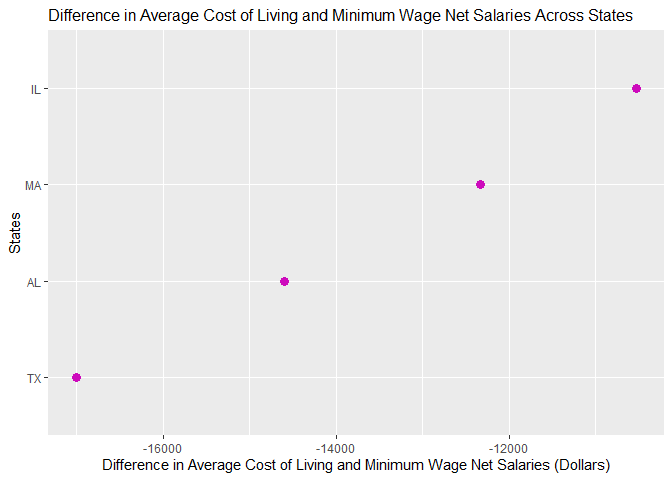 Difference in Average Cost of Living and Minimum Wage Net Salaries Across States
IL
MA
AL
TX
States
-16000
-14000
-12000
Difference in Average Cost of Living and Minimum Wage Net Salaries (Dollars)